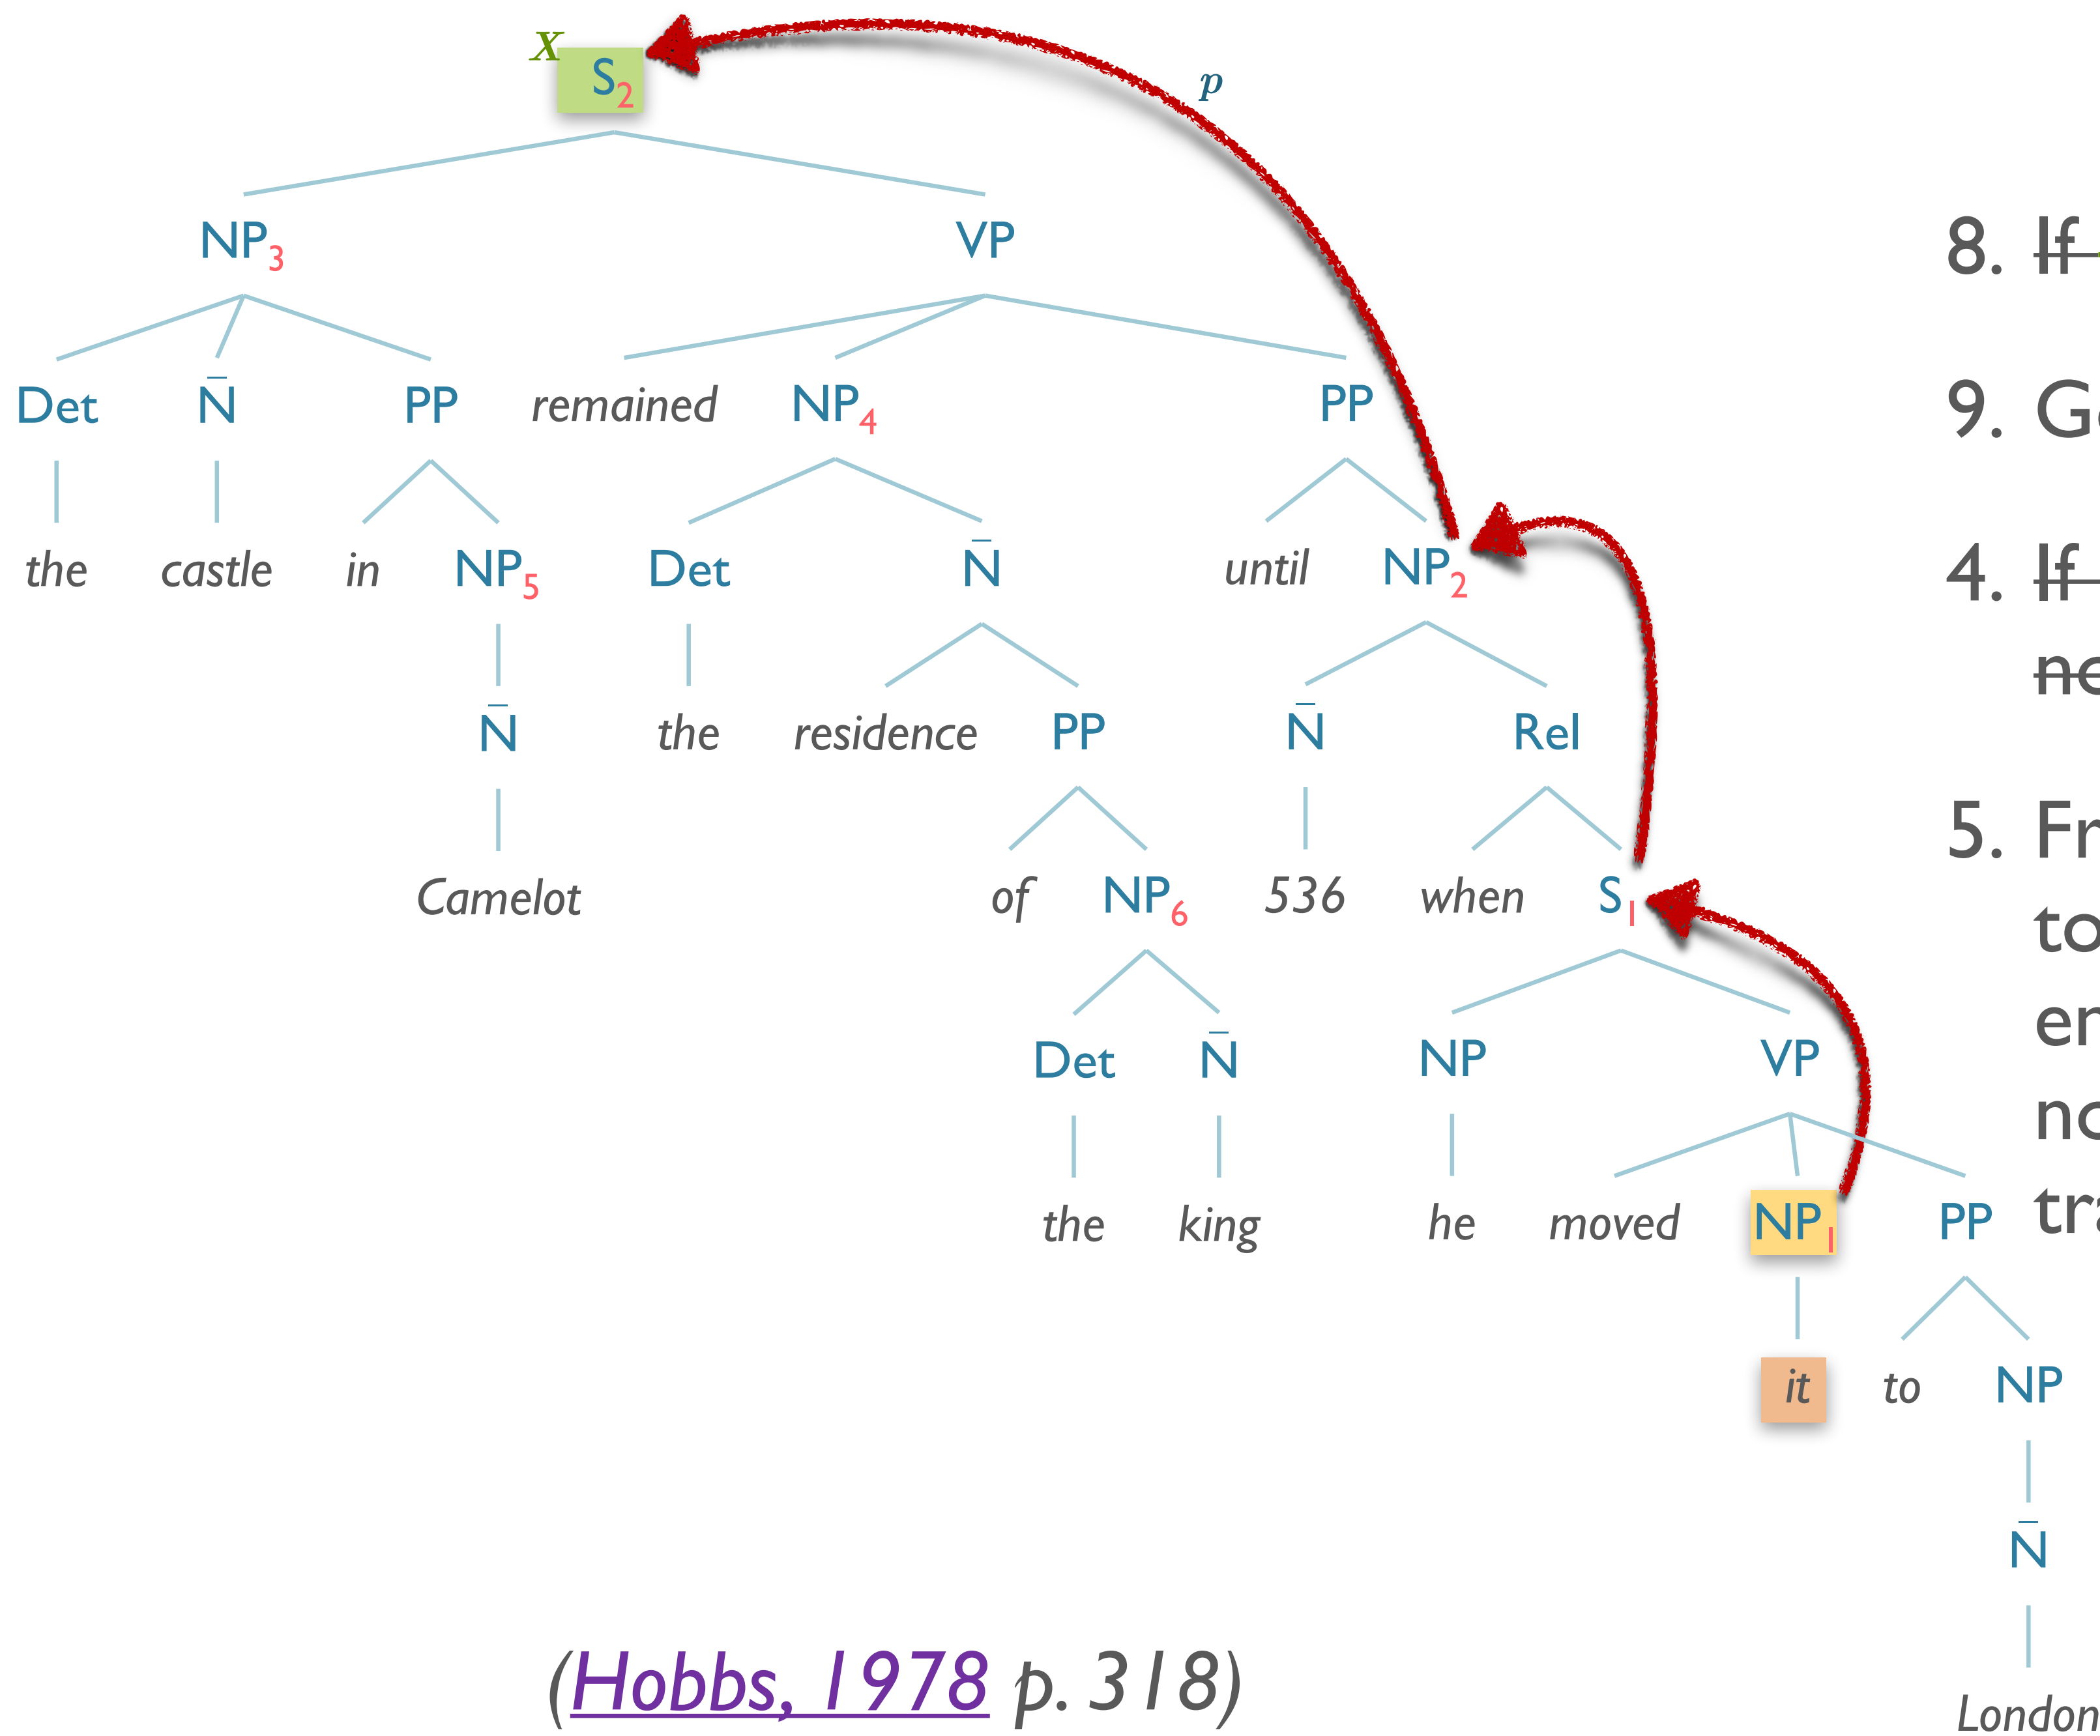 X
S2
p
NP3 VP
Det N̄ PP remained NP4 PP
the castle in NP5 Det N̄ until NP2
N̄ the residence PP N̄ Rel
Camelot of NP6 536 when S1
Det N̄ NP VP
the king he moved NP1 PP
it to NP
N̄
London
(Hobbs, 1978 p. 318)
8. If
9.
4. If
5.
to